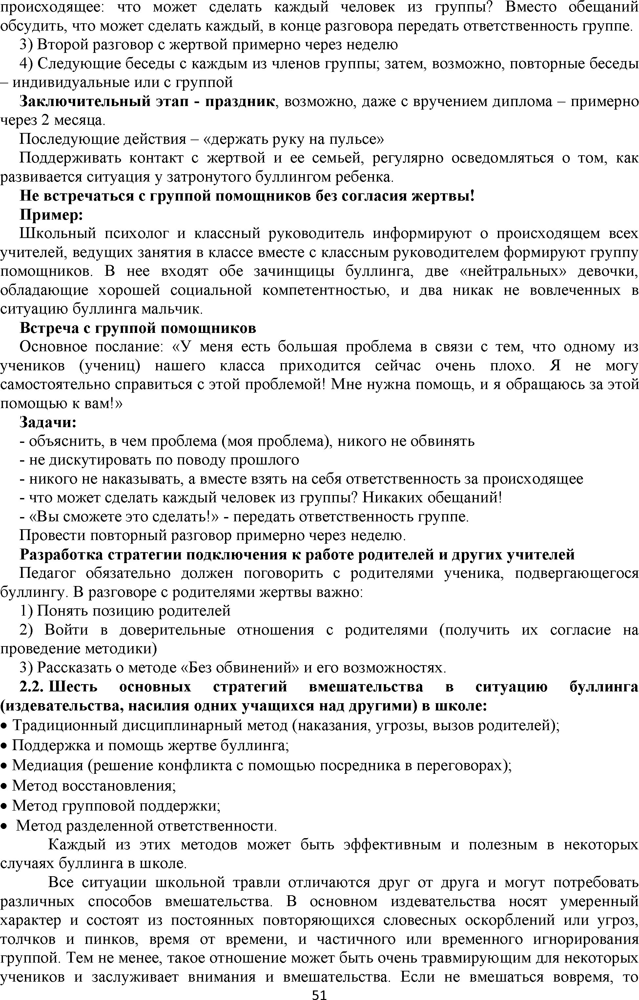 происходящее: что может сделать каждый человек из группы? Вместо обещаний
обсудить, что может сделать каждый, в конце разговора передать ответственность группе.
3) Второй разговор с жертвой примерно через неделю
4) Следующие беседы с каждым из членов группы; затем, возможно, повторные беседы
– индивидуальные или с группой
Заключительный этап - праздник, возможно, даже с вручением диплома – примерно
через 2 месяца.
Последующие действия – «держать руку на пульсе»
Поддерживать контакт с жертвой и ее семьей, регулярно осведомляться о том, как
развивается ситуация у затронутого буллингом ребенка.
Не встречаться с группой помощников без согласия жертвы!
Пример:
Школьный психолог и классный руководитель информируют о происходящем всех
учителей, ведущих занятия в классе вместе с классным руководителем формируют группу
помощников. В нее входят обе зачинщицы буллинга, две «нейтральных» девочки,
обладающие хорошей социальной компетентностью, и два никак не вовлеченных в
ситуацию буллинга мальчик.
Встреча с группой помощников
Основное послание: «У меня есть большая проблема в связи с тем, что одному из
учеников (учениц) нашего класса приходится сейчас очень плохо. Я не могу
самостоятельно справиться с этой проблемой! Мне нужна помощь, и я обращаюсь за этой
помощью к вам!»
Задачи:
- объяснить, в чем проблема (моя проблема), никого не обвинять
- не дискутировать по поводу прошлого
- никого не наказывать, а вместе взять на себя ответственность за происходящее
- что может сделать каждый человек из группы? Никаких обещаний!
- «Вы сможете это сделать!» - передать ответственность группе.
Провести повторный разговор примерно через неделю.
Разработка стратегии подключения к работе родителей и других учителей
Педагог обязательно должен поговорить с родителями ученика, подвергающегося
буллингу. В разговоре с родителями жертвы важно:
1) Понять позицию родителей
2) Войти в доверительные отношения с родителями (получить их согласие на
проведение методики)
3) Рассказать о методе «Без обвинений» и его возможностях.
2.2. Шесть основных стратегий вмешательства в ситуацию буллинга
(издевательства, насилия одних учащихся над другими) в школе:
• Традиционный дисциплинарный метод (наказания, угрозы, вызов родителей);
• Поддержка и помощь жертве буллинга;
• Медиация (решение конфликта с помощью посредника в переговорах);
• Метод восстановления;
• Метод групповой поддержки;
• Метод разделенной ответственности.
Каждый из этих методов может быть эффективным и полезным в некоторых
случаях буллинга в школе.
Все ситуации школьной травли отличаются друг от друга и могут потребовать
различных способов вмешательства. В основном издевательства носят умеренный
характер и состоят из постоянных повторяющихся словесных оскорблений или угроз,
толчков и пинков, время от времени, и частичного или временного игнорирования
группой. Тем не менее, такое отношение может быть очень травмирующим для некоторых
учеников и заслуживает внимания и вмешательства. Если не вмешаться вовремя, то
51